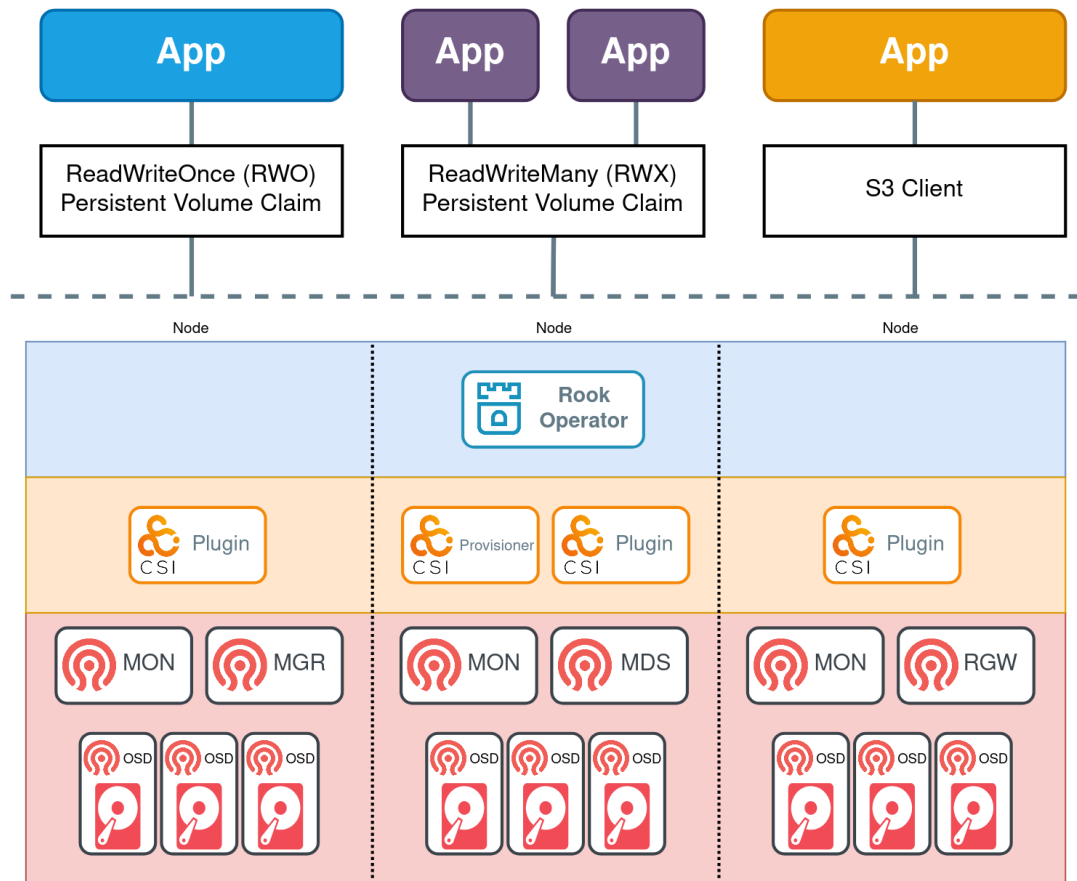 App
App
App
App
ReadWriteOnce (RWO)
Persistent Volume Claim
ReadWriteMany (RWX)
Persistent Volume Claim
S3 Client
Node
Node
Node
Rook
Operator
CSI
Plugin
CSI
Provisioner
CSI
Plugin
CSI
Plugin
MON
MGR
MON
MDS
MON
RGW
OSD
OSD
OSD
OSD
OSD
OSD
OSD
OSD
OSD